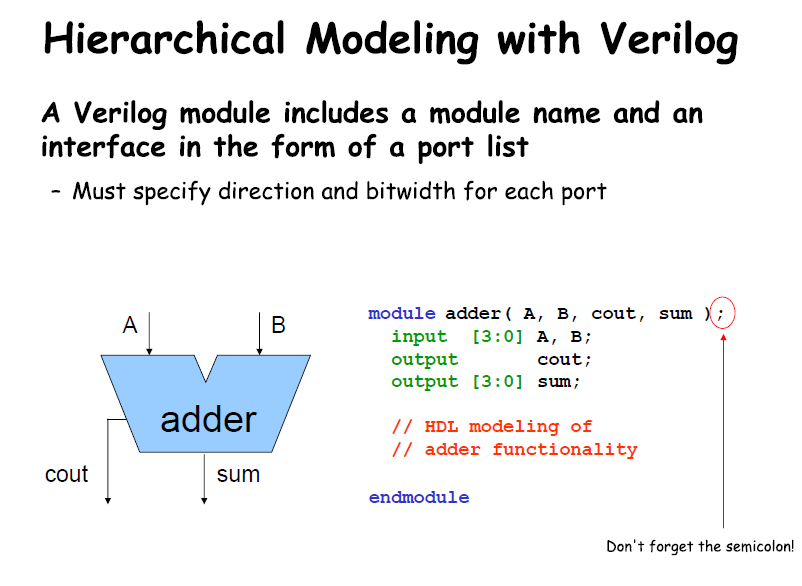 Hierarchical Modeling with Verilog
A Verilog module includes a module name and an
interface in the form of a port list
– Must specify direction and bitwidth for each port
A
B
adder
cout
sum
module adder( A, B, cout, sum );
input [3:0] A, B;
output cout;
output [3:0] sum;
// HDL modeling of
// adder functionality
endmodule
Don't forget the semicolon!